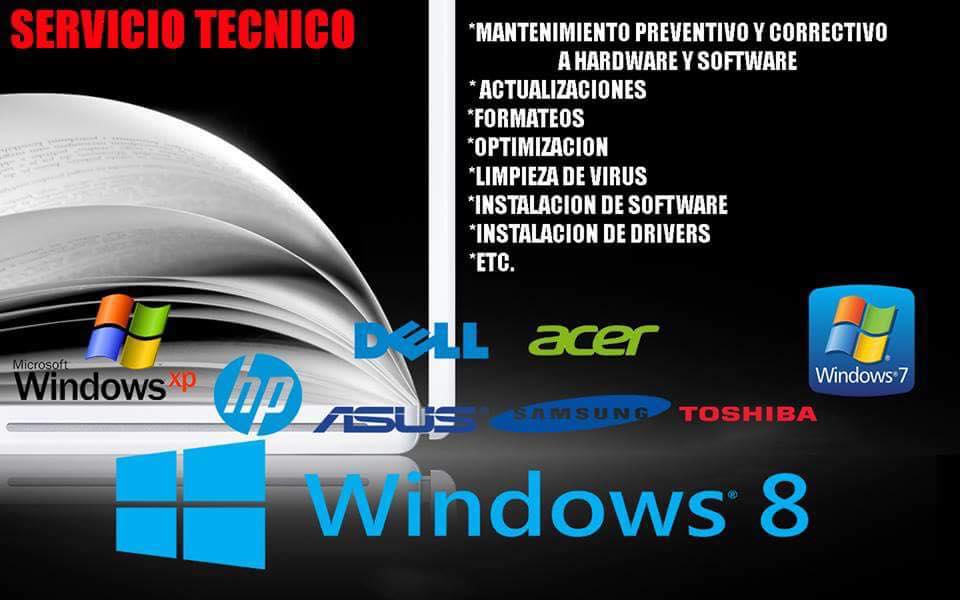 SERVICIO TECNICO
*MANTENIMIENTO PREVENTIVO Y CORRECTIVO
A HARDWARE Y SOFTWARE
* ACTUALIZACIONES
*FORMATEOS
*OPTIMIZACION
*LIMPIEZA DE VIRUS
*INSTALACION DE SOFTWARE
*INSTALACION DE DRIVERS
*ETC.
Microsoft
Windows xp
hp
DELL
acer
Windows®7
ASUS®
SAMSUNG
TOSHIBA
Windows® 8